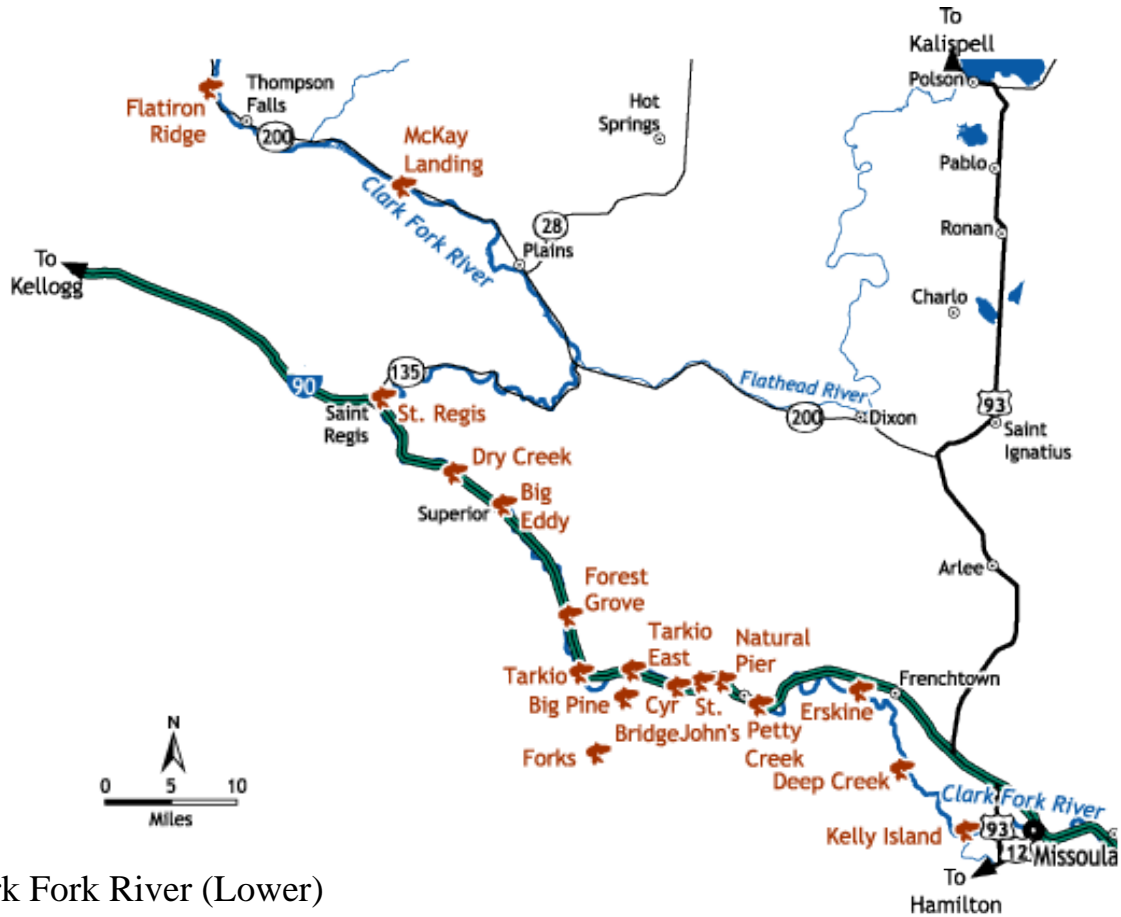 To
Kalispell
Polson
Thompson
Falls
Flatiron
Ridge
200
Hot
Springs
McKay
Landing
Pablo
Clark Fork River
28
Plains
Ronan
To
Kellogg
Charlo
135
90
Flathead River
93
Saint
Regis
St. Regis
200
Dixon
Saint
Ignatius
Dry Creek
Superior
Big
Eddy
Arlee
Forest
Grove
Tarkio
East
Natural
Pier
Tarkio
Frenchtown
Big Pine
Cyr
Bridge
St.
John's
Petty
Creek
Erskine
Forks
Deep Creek
N
0 5 10
Miles
Clark Fork River
Kelly Island
93
12
Missoula
To
Hamilton
rk Fork River (Lower)